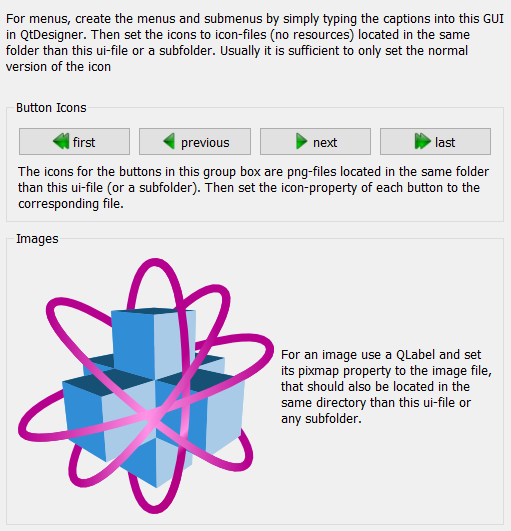 For menus, create the menus and submenus by simply typing the captions into this GUI
in QtDesigner. Then set the icons to icon-files (no resources) located in the same
folder than this ui-file or a subfolder. Usually it is sufficient to only set the normal
version of the icon
Button Icons
first previous next last
The icons for the buttons in this group box are png-files located in the same folder
than this ui-file (or a subfolder). Then set the icon-property of each button to the
corresponding file.
Images
For an image use a QLabel and set
its pixmap property to the image file,
that should also be located in the
same directory than this ui-file or
any subfolder.